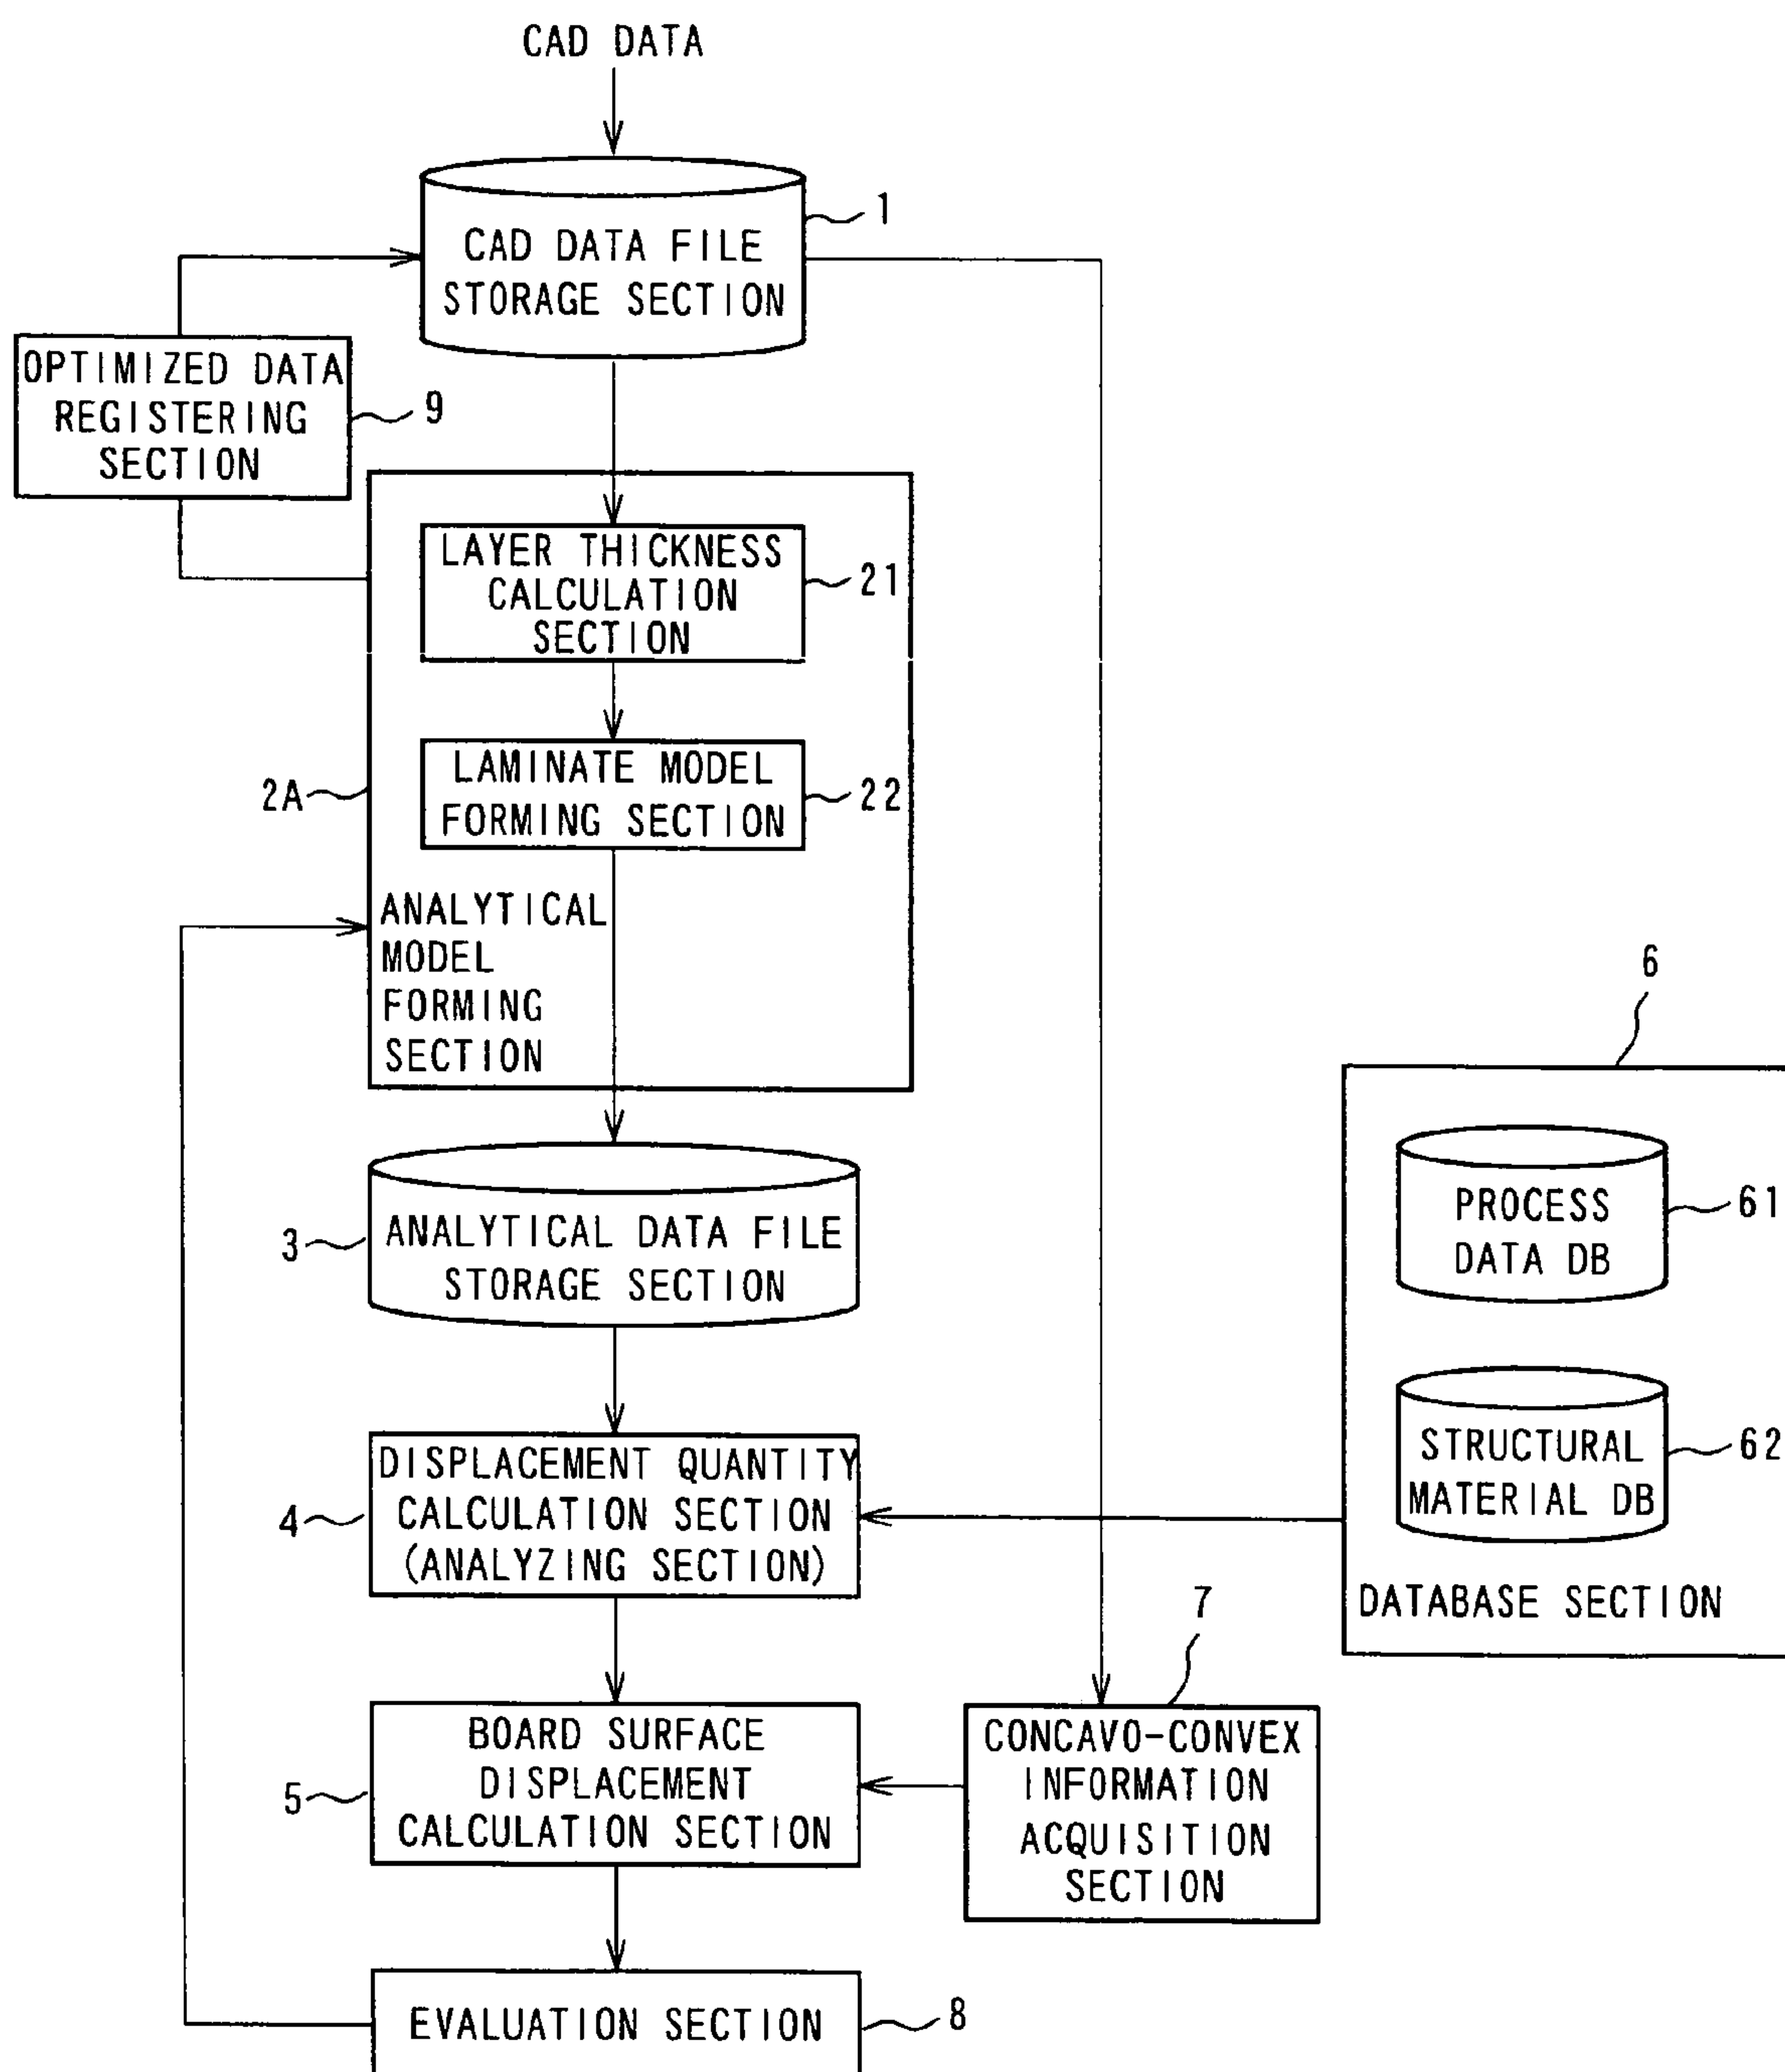 CAD DATA
CAD DATA FILE
STORAGE SECTION
1
OPTIMIZED DATA
REGISTERING
SECTION
9
LAYER THICKNESS
CALCULATION
SECTION
21
LAMINATE MODEL
FORMING SECTION
22
2A
ANALYTICAL
MODEL
FORMING
SECTION
6
PROCESS
DATA DB
61
STRUCTURAL
MATERIAL DB
62
DATABASE SECTION
ANALYTICAL DATA FILE
STORAGE SECTION
3
DISPLACEMENT QUANTITY
CALCULATION SECTION
(ANALYZING SECTION)
4
7
CONCAVO-CONVEX
INFORMATION
ACQUISITION
SECTION
BOARD SURFACE
DISPLACEMENT
CALCULATION SECTION
5
EVALUATION SECTION
8